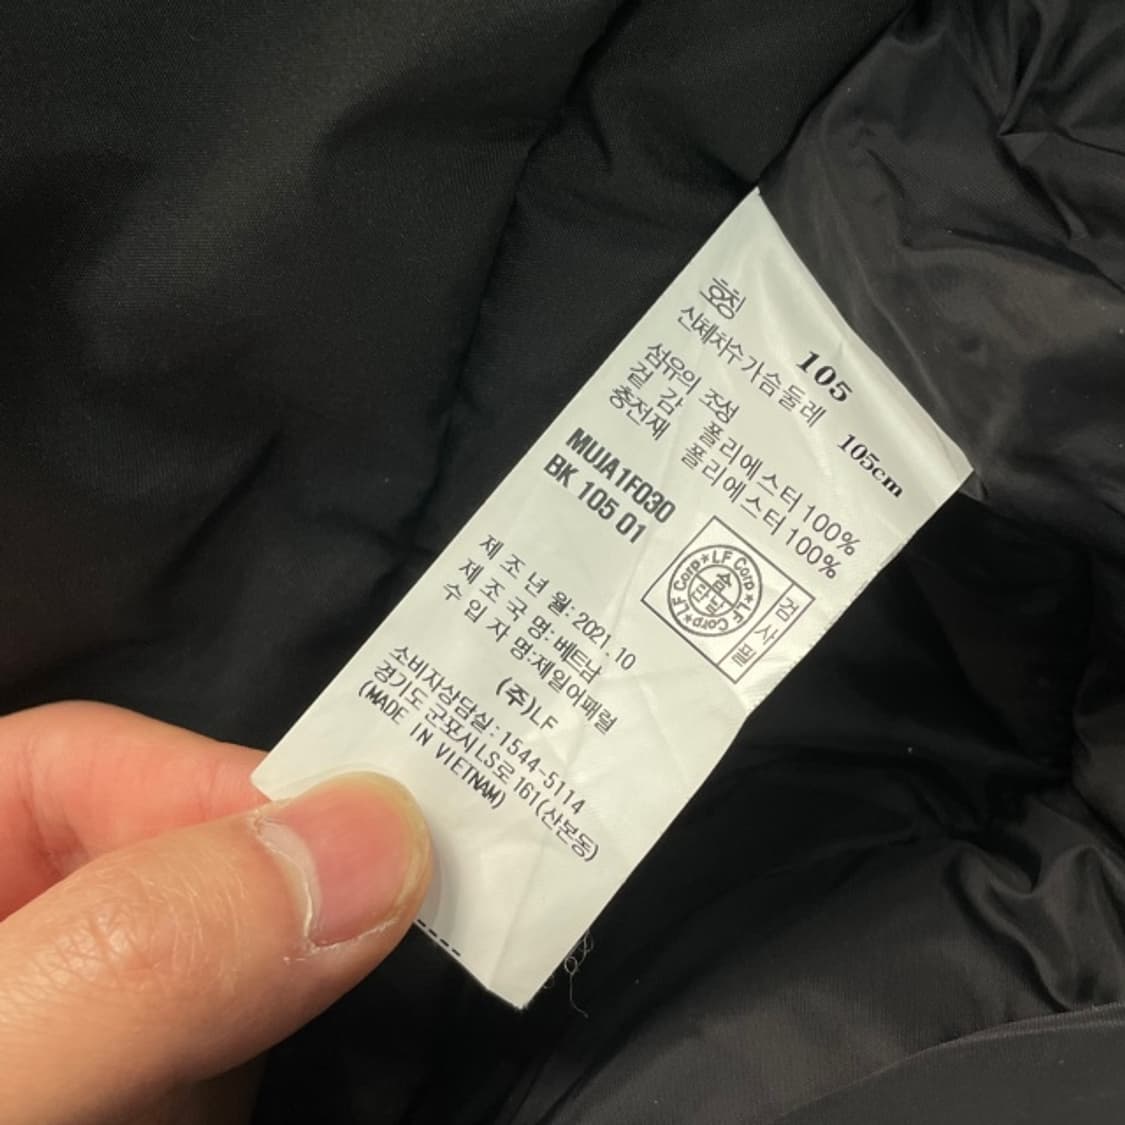 호칭 105
신체치수가슴둘레 105cm
섬유의 조성
겉 감 폴리에스터 100%
충전재 폴리에스터 100%
MUJA1F030
BK 105 01
LF Corp*LF Corp*LF Corp*
검사필
제 조 년 월: 2021. 10
제 조 국 명: 베트남
수 입 자 명:제일어패럴
(주)LF
소비자상담실: 1544-5114
경기도 군포시 LS로 161(산본동)
(MADE IN VIETNAM)